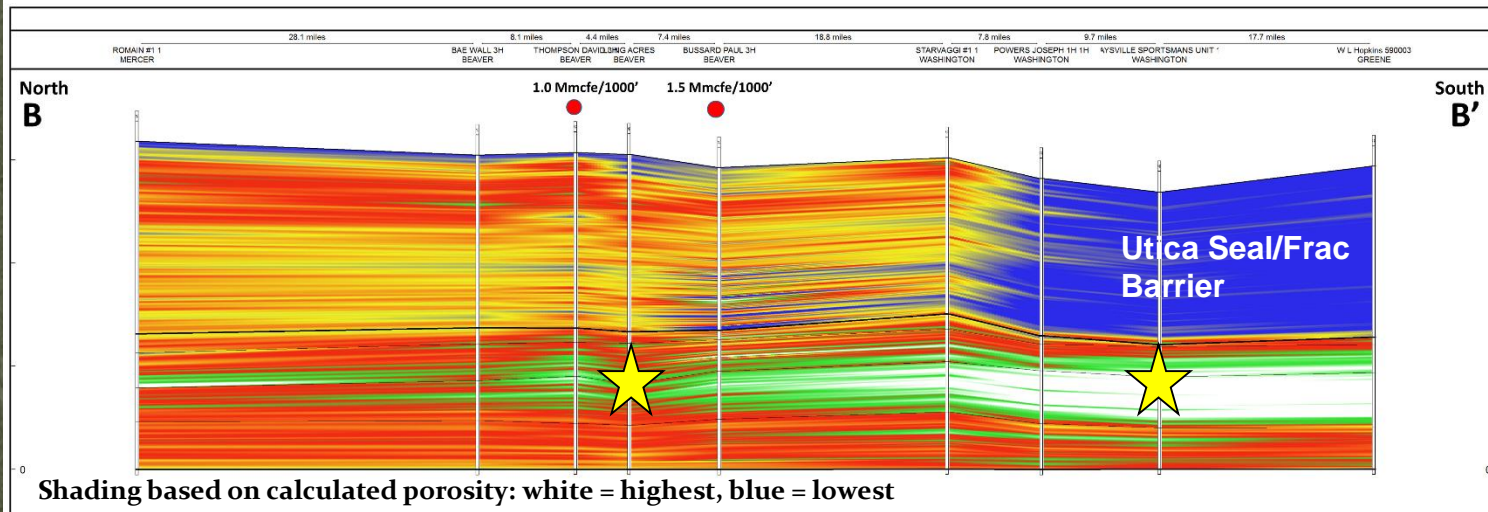 28.1 miles 8.1 miles 4.4 miles 7.4 miles 18.8 miles 7.8 miles 9.7 miles 17.7 miles
ROMAIN #1 1 BAE WALL 3H THOMPSON BUSSARD PAUL 3H STARVAGGI #1 1 POWERS JOSEPH 1H 1H AYSVILLE SPORTSMANS UNIT W L Hopkins 590003
MERCER BEAVER BEAVER BEAVER BEAVER WASHINGTON WASHINGTON WASHINGTON GREENE
North South
B B'
1.0 Mmcfe/1000' 1.5 Mmcfe/1000'
Utica Seal/Frac
Barrier
0
Shading based on calculated porosity: white = highest, blue = lowest